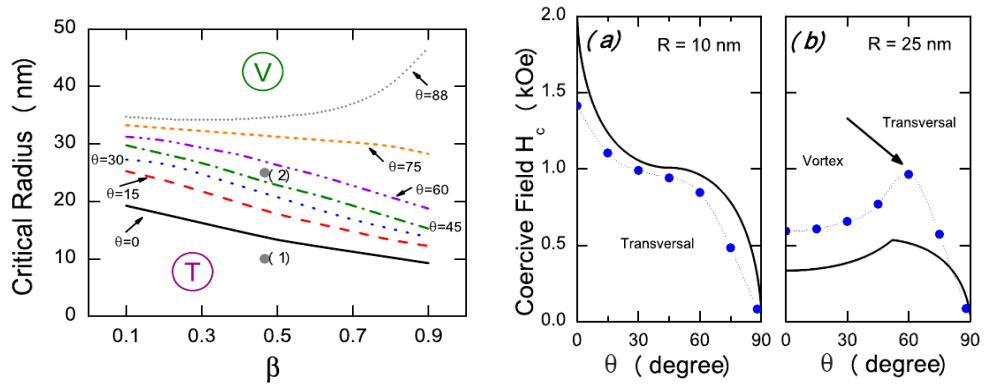 Critical Radius (nm)
50
40
30
20
10
0
V
T
θ=88
θ=75
θ=30
θ=15
θ=60
θ=45
θ=0
(2)
(1)
0.1
0.3
0.5
0.7
0.9
β
Coercive Field Hc (kOe)
2.0
1.5
1.0
0.5
0.0
(a)
R = 10 nm
Transversal
0
30
60
90
θ (degree)
(b)
R = 25 nm
Transversal
Vortex
0
30
60
90
θ (degree)